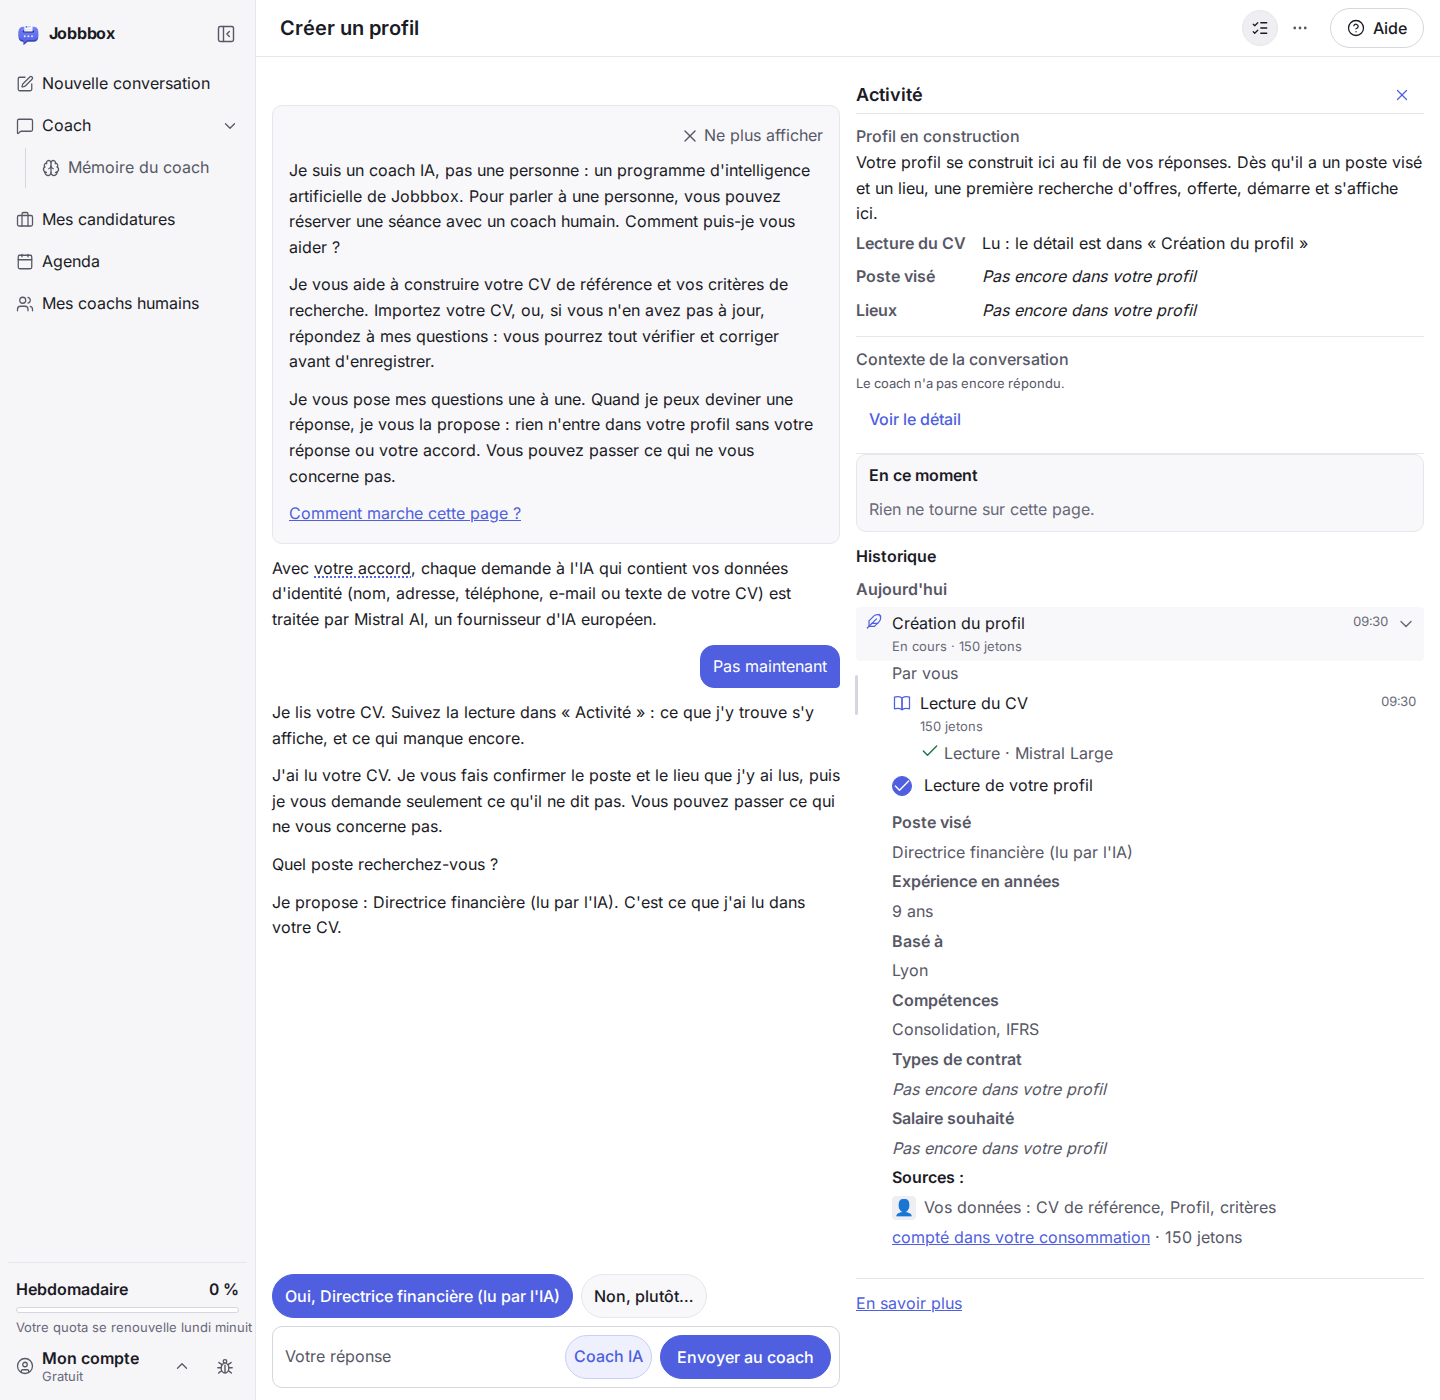 Jobbbox
Nouvelle conversation
Coach
Mémoire du coach
Mes candidatures
Agenda
Mes coachs humains
Hebdomadaire 0 %
Votre quota se renouvelle lundi minuit
Mon compte
Gratuit
Créer un profil
Aide
Ne plus afficher
Je suis un coach IA, pas une personne : un programme d'intelligence
artificielle de Jobbbox. Pour parler à une personne, vous pouvez
réserver une séance avec un coach humain. Comment puis-je vous
aider ?
Je vous aide à construire votre CV de référence et vos critères de
recherche. Importez votre CV, ou, si vous n'en avez pas à jour,
répondez à mes questions : vous pourrez tout vérifier et corriger
avant d'enregistrer.
Je vous pose mes questions une à une. Quand je peux deviner une
réponse, je vous la propose : rien n'entre dans votre profil sans votre
réponse ou votre accord. Vous pouvez passer ce qui ne vous
concerne pas.
Comment marche cette page ?
Avec votre accord, chaque demande à l'IA qui contient vos données
d'identité (nom, adresse, téléphone, e-mail ou texte de votre CV) est
traitée par Mistral AI, un fournisseur d'IA européen.
Pas maintenant
Je lis votre CV. Suivez la lecture dans « Activité » : ce que j'y trouve s'y
affiche, et ce qui manque encore.
J'ai lu votre CV. Je vous fais confirmer le poste et le lieu que j'y ai lus, puis
je vous demande seulement ce qu'il ne dit pas. Vous pouvez passer ce qui
ne vous concerne pas.
Quel poste recherchez-vous ?
Je propose : Directrice financière (lu par l'IA). C'est ce que j'ai lu dans
votre CV.
Oui, Directrice financière (lu par l'IA)
Non, plutôt...
Votre réponse
Coach IA
Envoyer au coach
Activité
Profil en construction
Votre profil se construit ici au fil de vos réponses. Dès qu'il a un poste visé
et un lieu, une première recherche d'offres, offerte, démarre et s'affiche
ici.
Lecture du CV Lu : le détail est dans « Création du profil »
Poste visé Pas encore dans votre profil
Lieux Pas encore dans votre profil
Contexte de la conversation
Le coach n'a pas encore répondu.
Voir le détail
En ce moment
Rien ne tourne sur cette page.
Historique
Aujourd'hui
Création du profil 09:30
En cours · 150 jetons
Par vous
Lecture du CV 09:30
150 jetons
Lecture · Mistral Large
Lecture de votre profil
Poste visé
Directrice financière (lu par l'IA)
Expérience en années
9 ans
Basé à
Lyon
Compétences
Consolidation, IFRS
Types de contrat
Pas encore dans votre profil
Salaire souhaité
Pas encore dans votre profil
Sources :
Vos données : CV de référence, Profil, critères
compté dans votre consommation · 150 jetons
En savoir plus